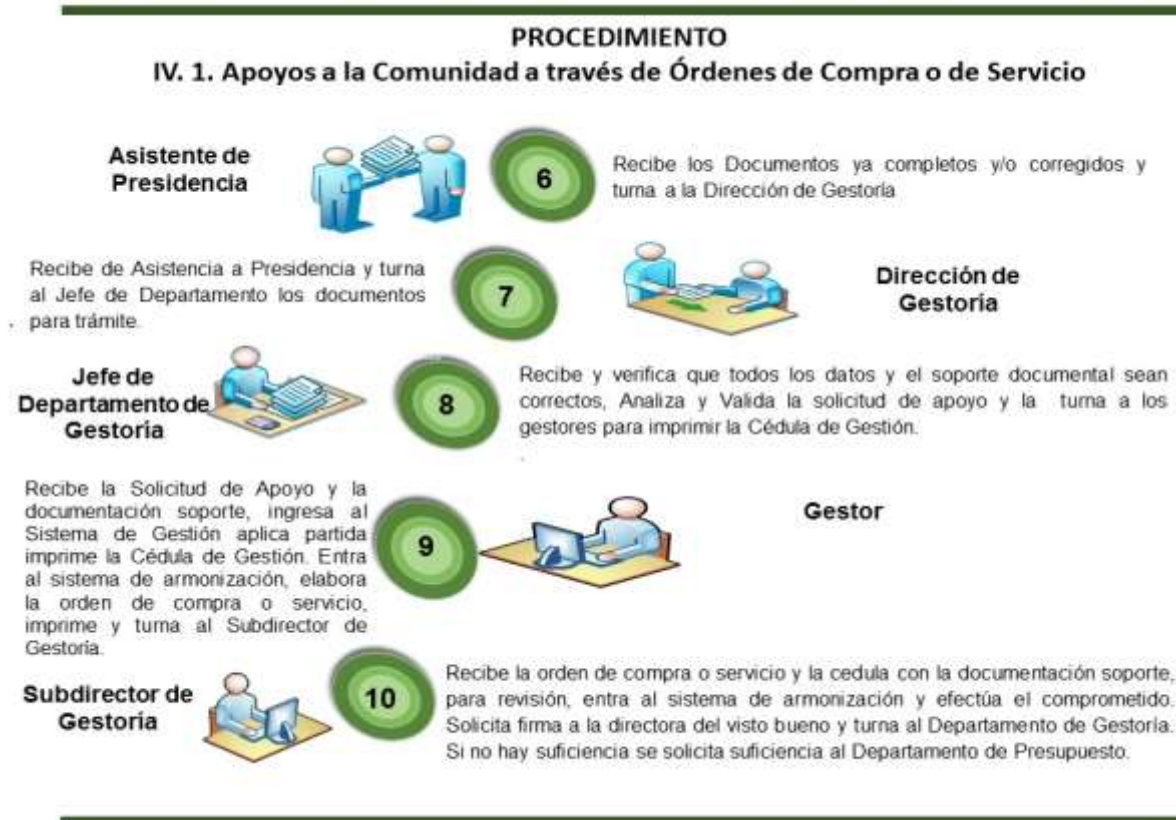 PROCEDIMIENTO
IV. 1. Apoyos a la Comunidad a través de Órdenes de Compra o de Servicio
Asistente de
Presidencia
6
Recibe los Documentos ya completos y/o corregidos y
turna a la Dirección de Gestoría
Recibe de Asistencia a Presidencia y turna
al Jefe de Departamento los documentos
para trámite.
7
Dirección de
Gestoría
Jefe de
Departamento de
Gestoría
8
Recibe y verifica que todos los datos y el soporte documental sean
correctos, Analiza y Valida la solicitud de apoyo y la turna a los
gestores para imprimir la Cédula de Gestión.
Recibe la Solicitud de Apoyo y la
documentación soporte, ingresa al
Sistema de Gestión aplica partida
imprime la Cédula de Gestión. Entra
al sistema de armonización, elabora
la orden de compra o servicio,
imprime y turna al Subdirector de
Gestoría.
9
Gestor
Subdirector de
Gestoría
10
Recibe la orden de compra o servicio y la cedula con la documentación soporte,
para revisión, entra al sistema de armonización y efectúa el comprometido.
Solicita firma a la directora del visto bueno y turna al Departamento de Gestoría.
Si no hay suficiencia se solicita suficiencia al Departamento de Presupuesto.